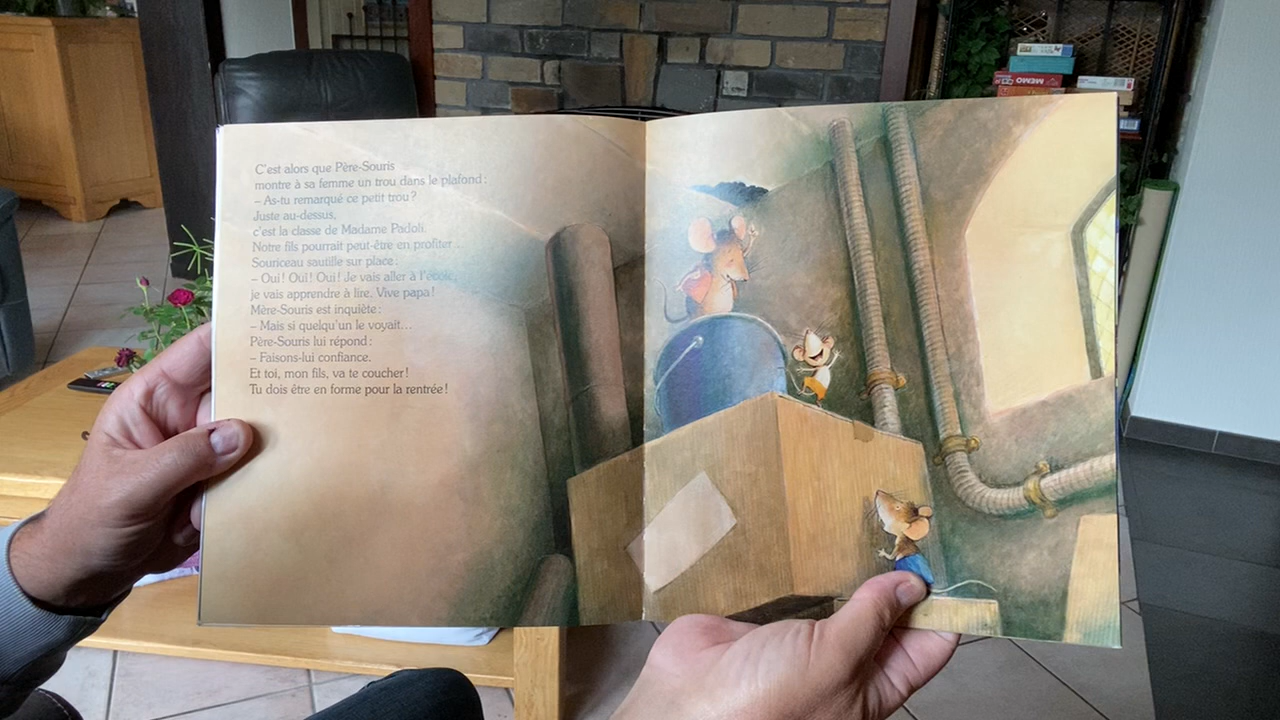 C'est alors que Père-Souris
montre à sa femme un trou dans le plafond :
– As-tu remarqué ce petit trou ?
Juste au-dessus,
c'est la classe de Madame Padoli.
Notre fils pourrait peut-être en profiter...
Souriceau sautille sur place :
– Oui ! Oui ! Oui ! Je vais aller à l'école,
je vais apprendre à lire. Vive papa !
Mère-Souris est inquiète :
– Mais si quelqu'un le voyait...
Père-Souris lui répond :
– Faisons-lui confiance.
Et toi, mon fils, va te coucher !
Tu dois être en forme pour la rentrée !
MEMO